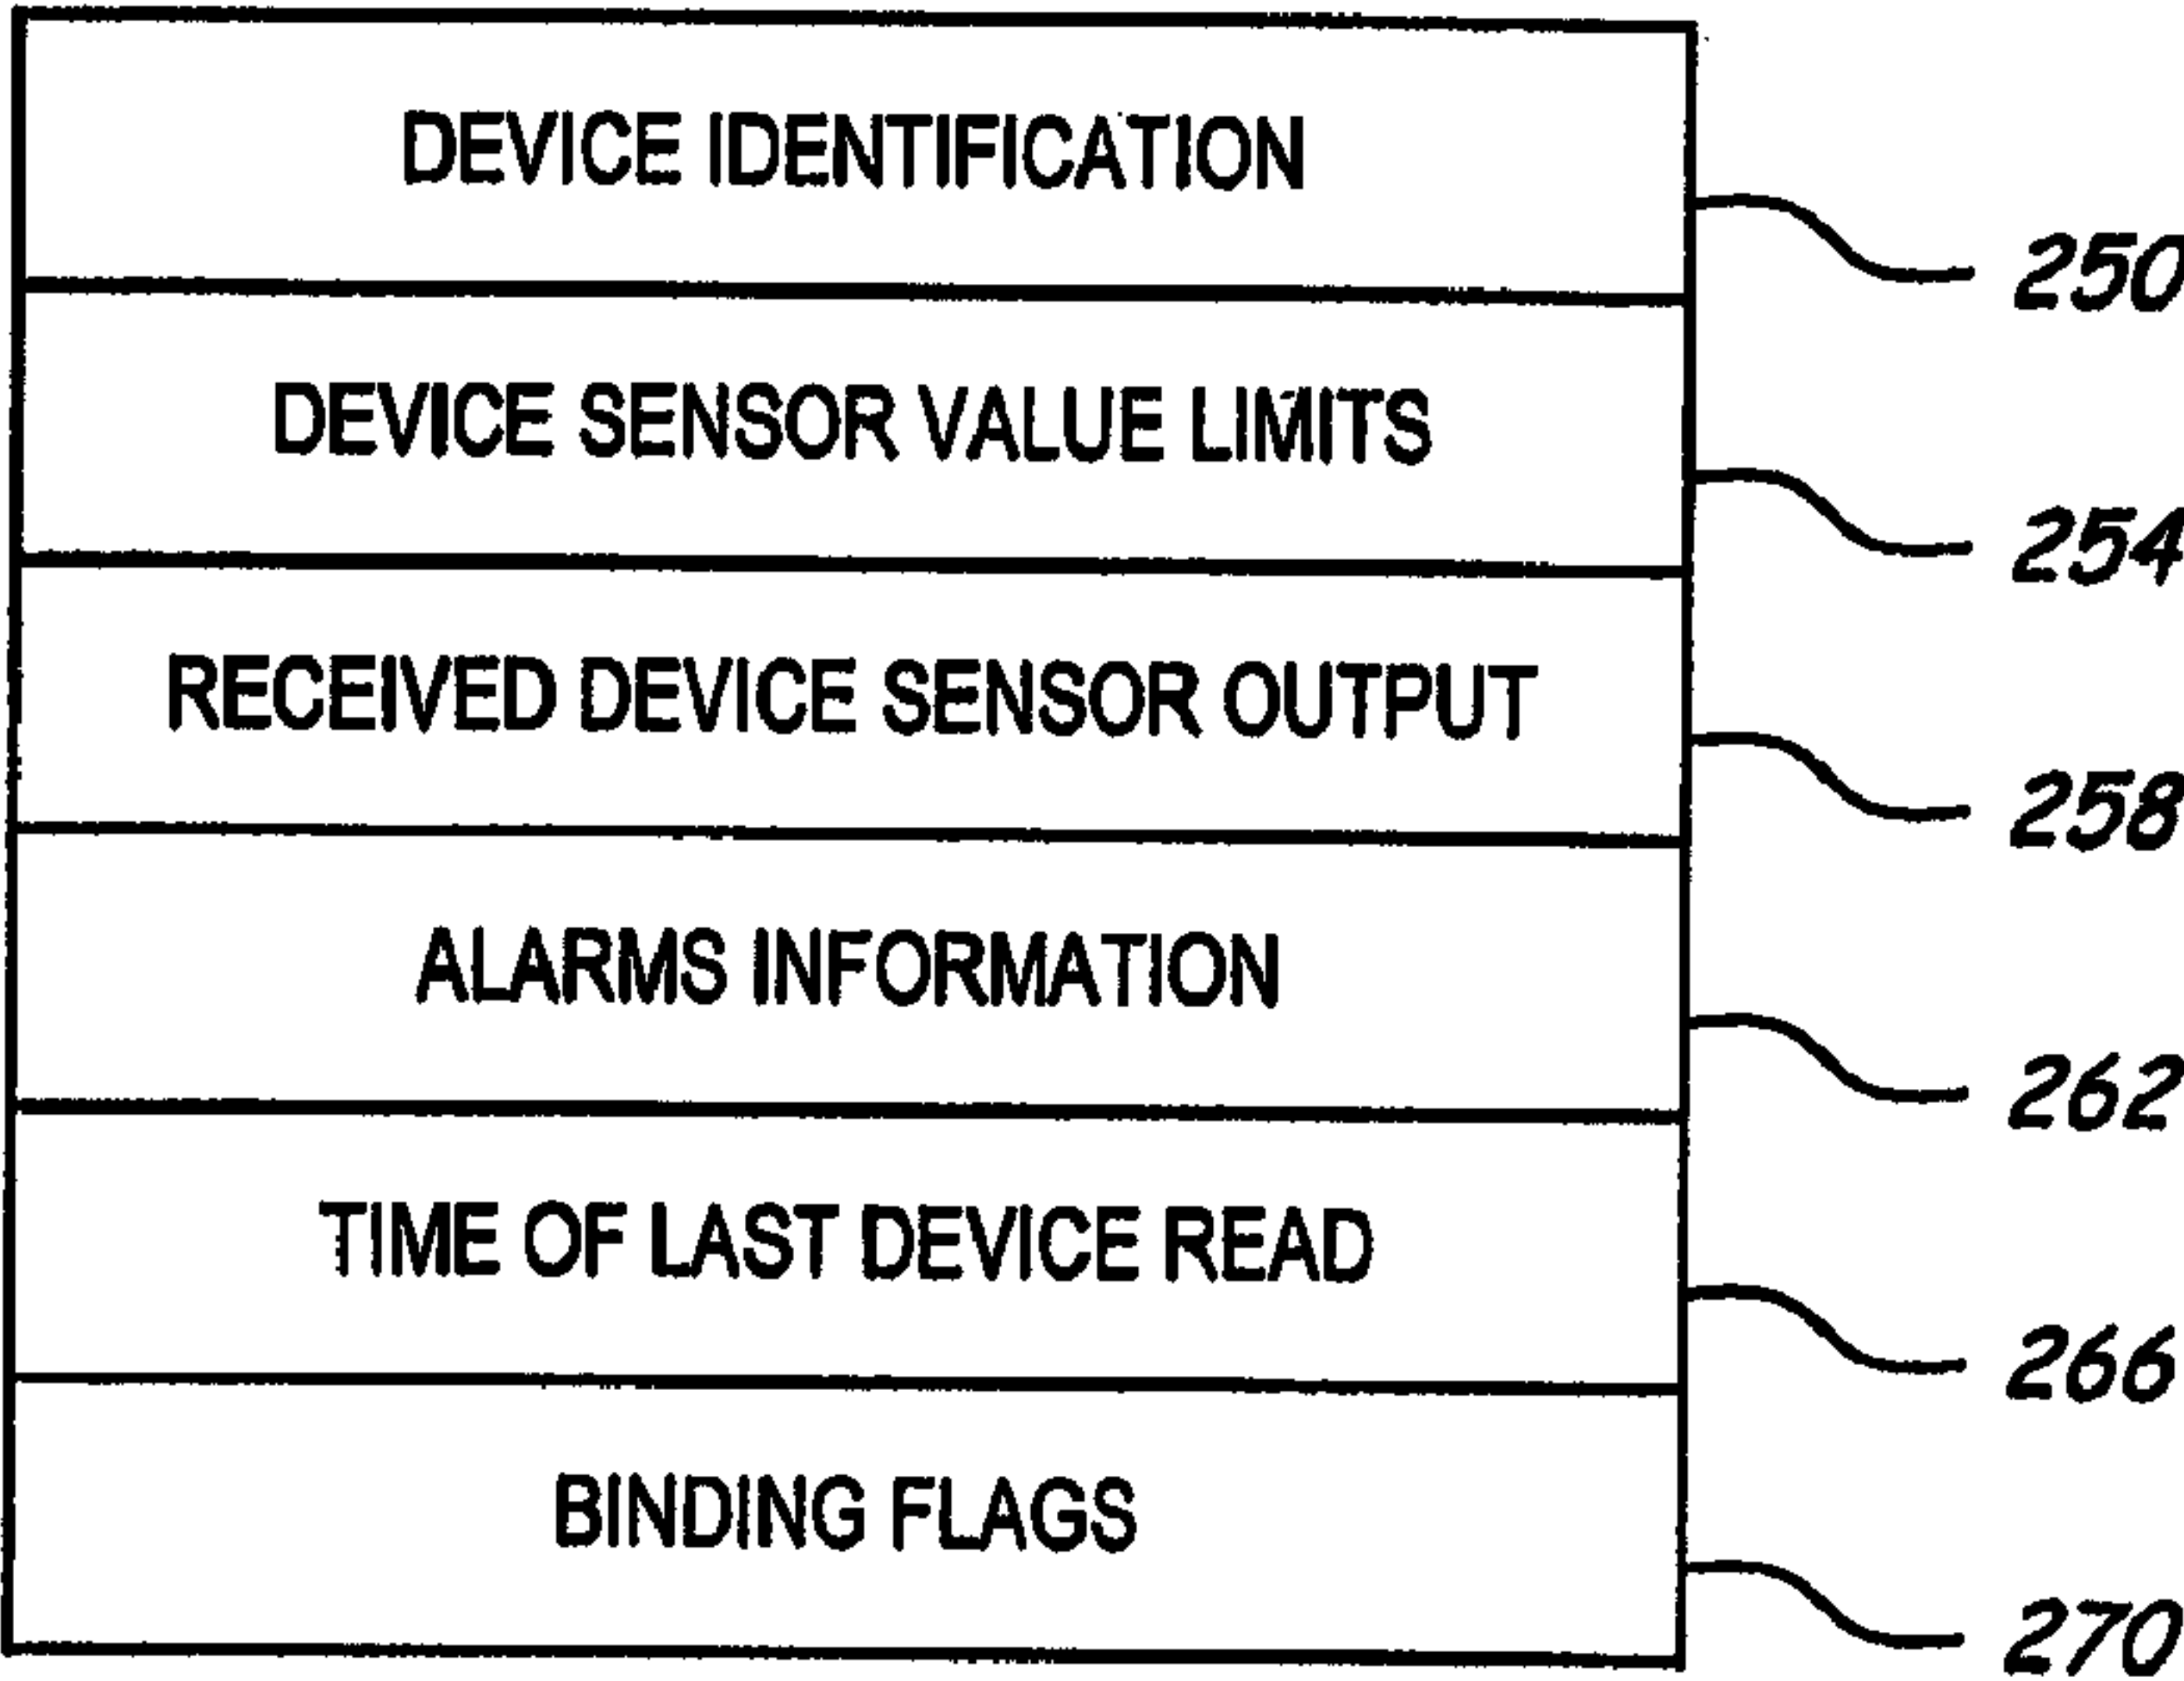 DEVICE IDENTIFICATION
250
DEVICE SENSOR VALUE LIMITS
254
RECEIVED DEVICE SENSOR OUTPUT
258
ALARMS INFORMATION
262
TIME OF LAST DEVICE READ
266
BINDING FLAGS
270